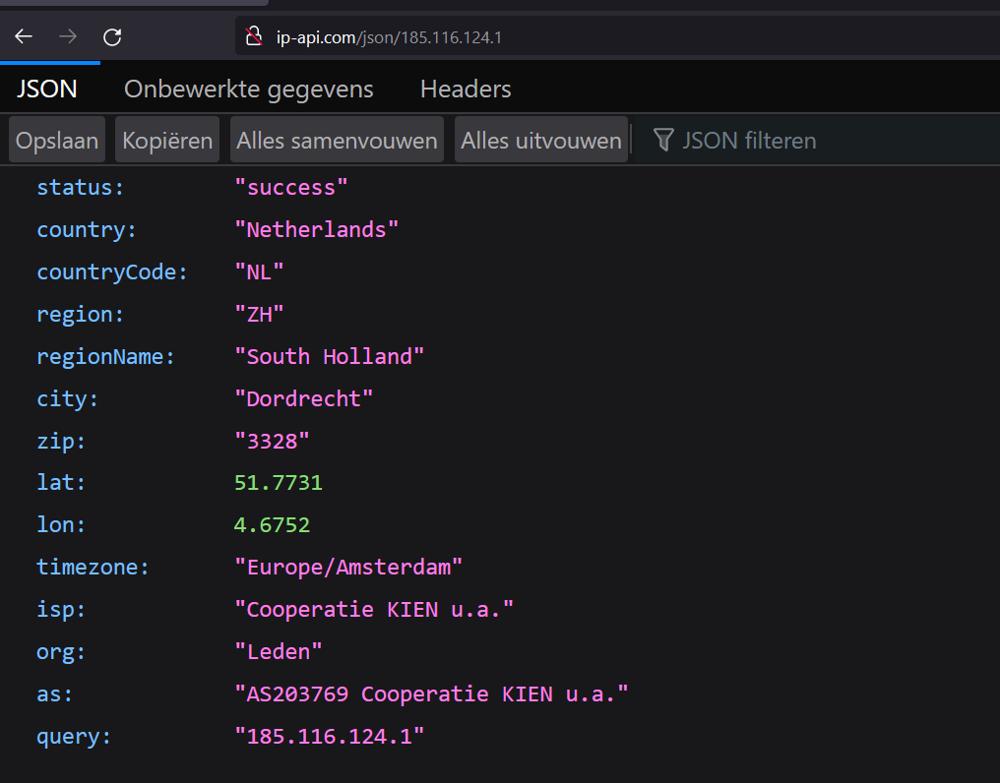 ip-api.com/json/185.116.124.1
JSON Onbewerkte gegevens Headers
Opslaan Kopiëren Alles samenvouwen Alles uitvouwen JSON filteren
status: "success"
country: "Netherlands"
countryCode: "NL"
region: "ZH"
regionName: "South Holland"
city: "Dordrecht"
zip: "3328"
lat: 51.7731
lon: 4.6752
timezone: "Europe/Amsterdam"
isp: "Cooperatie KIEN u.a."
org: "Leden"
as: "AS203769 Cooperatie KIEN u.a."
query: "185.116.124.1"